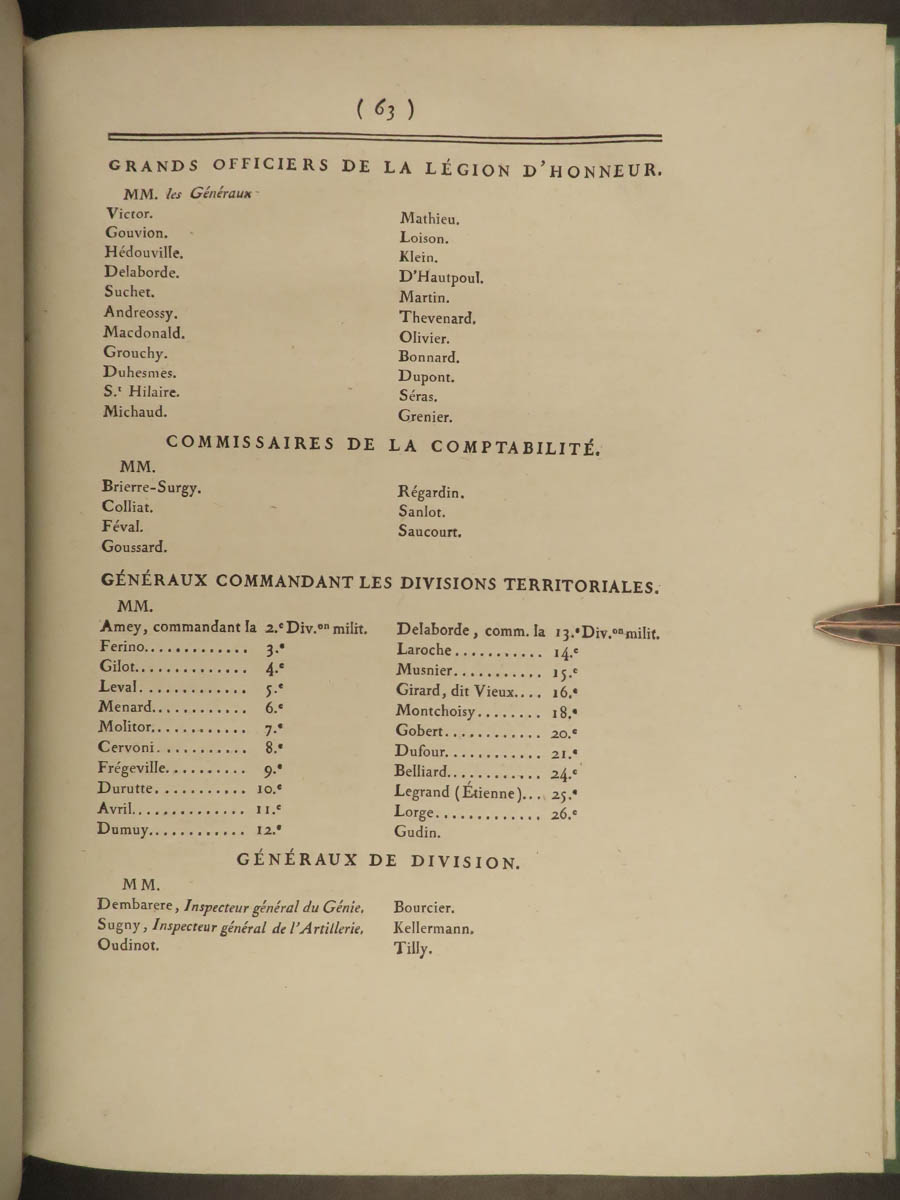 ( 63 )
GRANDS OFFICIERS DE LA LÉGION D'HONNEUR.
MM. les Généraux
Victor.
Gouvion.
Hédouville.
Delaborde.
Suchet.
Andreossy.
Macdonald.
Grouchy.
Duhesmes.
S.t Hilaire.
Michaud.
Mathieu.
Loison.
Klein.
D'Hautpoul.
Martin.
Thevenard.
Olivier.
Bonnard.
Dupont.
Séras.
Grenier.
COMMISSAIRES DE LA COMPTABILITÉ.
MM.
Brierre-Surgy.
Colliat.
Féval.
Goussard.
Régardin.
Sanlot.
Saucourt.
GÉNÉRAUX COMMANDANT LES DIVISIONS TERRITORIALES.
MM.
Amey, commandant la 2.e Div.on milit.
Ferino............. 3.e
Gilot.............. 4.e
Leval.............. 5.e
Menard............ 6.e
Molitor............ 7.e
Cervoni........... 8.e
Frégeville.......... 9.e
Durutte........... 10.e
Avril.............. 11.e
Dumuy............ 12.e
Delaborde, comm. la 13.e Div.on milit.
Laroche........... 14.e
Musnier........... 15.e
Girard, dit Vieux.... 16.e
Montchoisy........ 18.e
Gobert............ 20.e
Dufour............ 21.e
Belliard............ 24.e
Legrand (Étienne)... 25.e
Lorge............. 26.e
Gudin.
GÉNÉRAUX DE DIVISION.
MM.
Dembarere, Inspecteur général du Génie.
Sugny, Inspecteur général de l'Artillerie.
Oudinot.
Bourcier.
Kellermann.
Tilly.